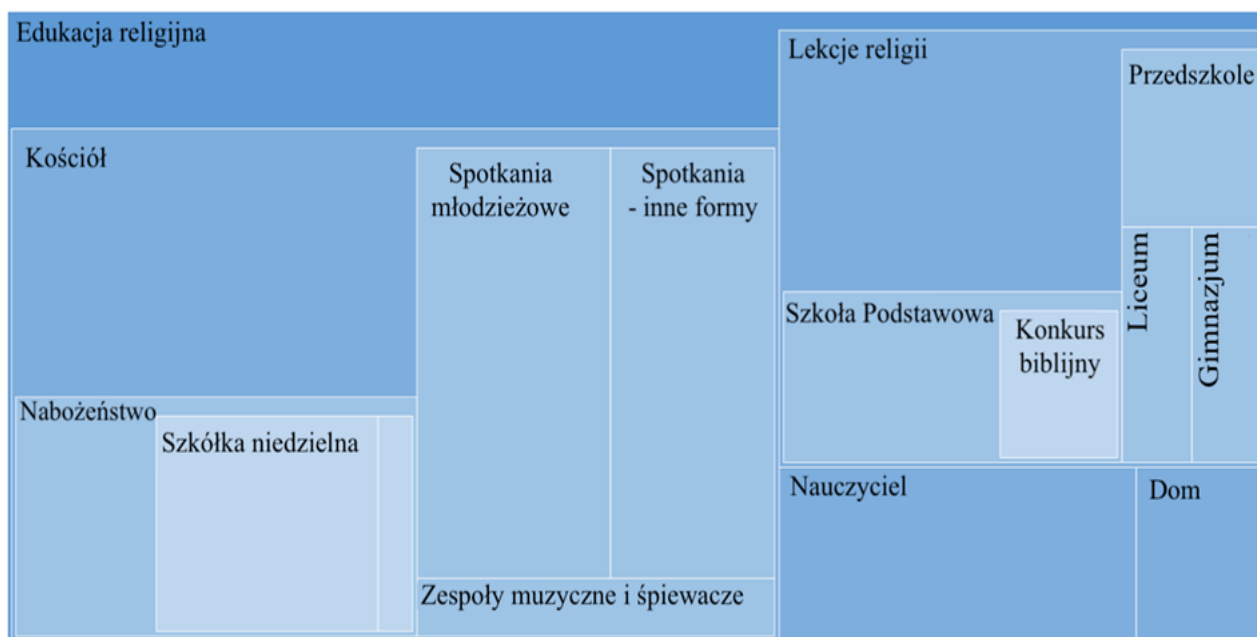 Edukacja religijna
Lekcje religii
Przedszkole
Kościół
Spotkania
młodzieżowe
Spotkania
- inne formy
Liceum
Gimnazjum
Szkoła Podstawowa
Konkurs
biblijny
Nabożeństwo
Szkółka niedzielna
Nauczyciel
Dom
Zespoły muzyczne i śpiewacze